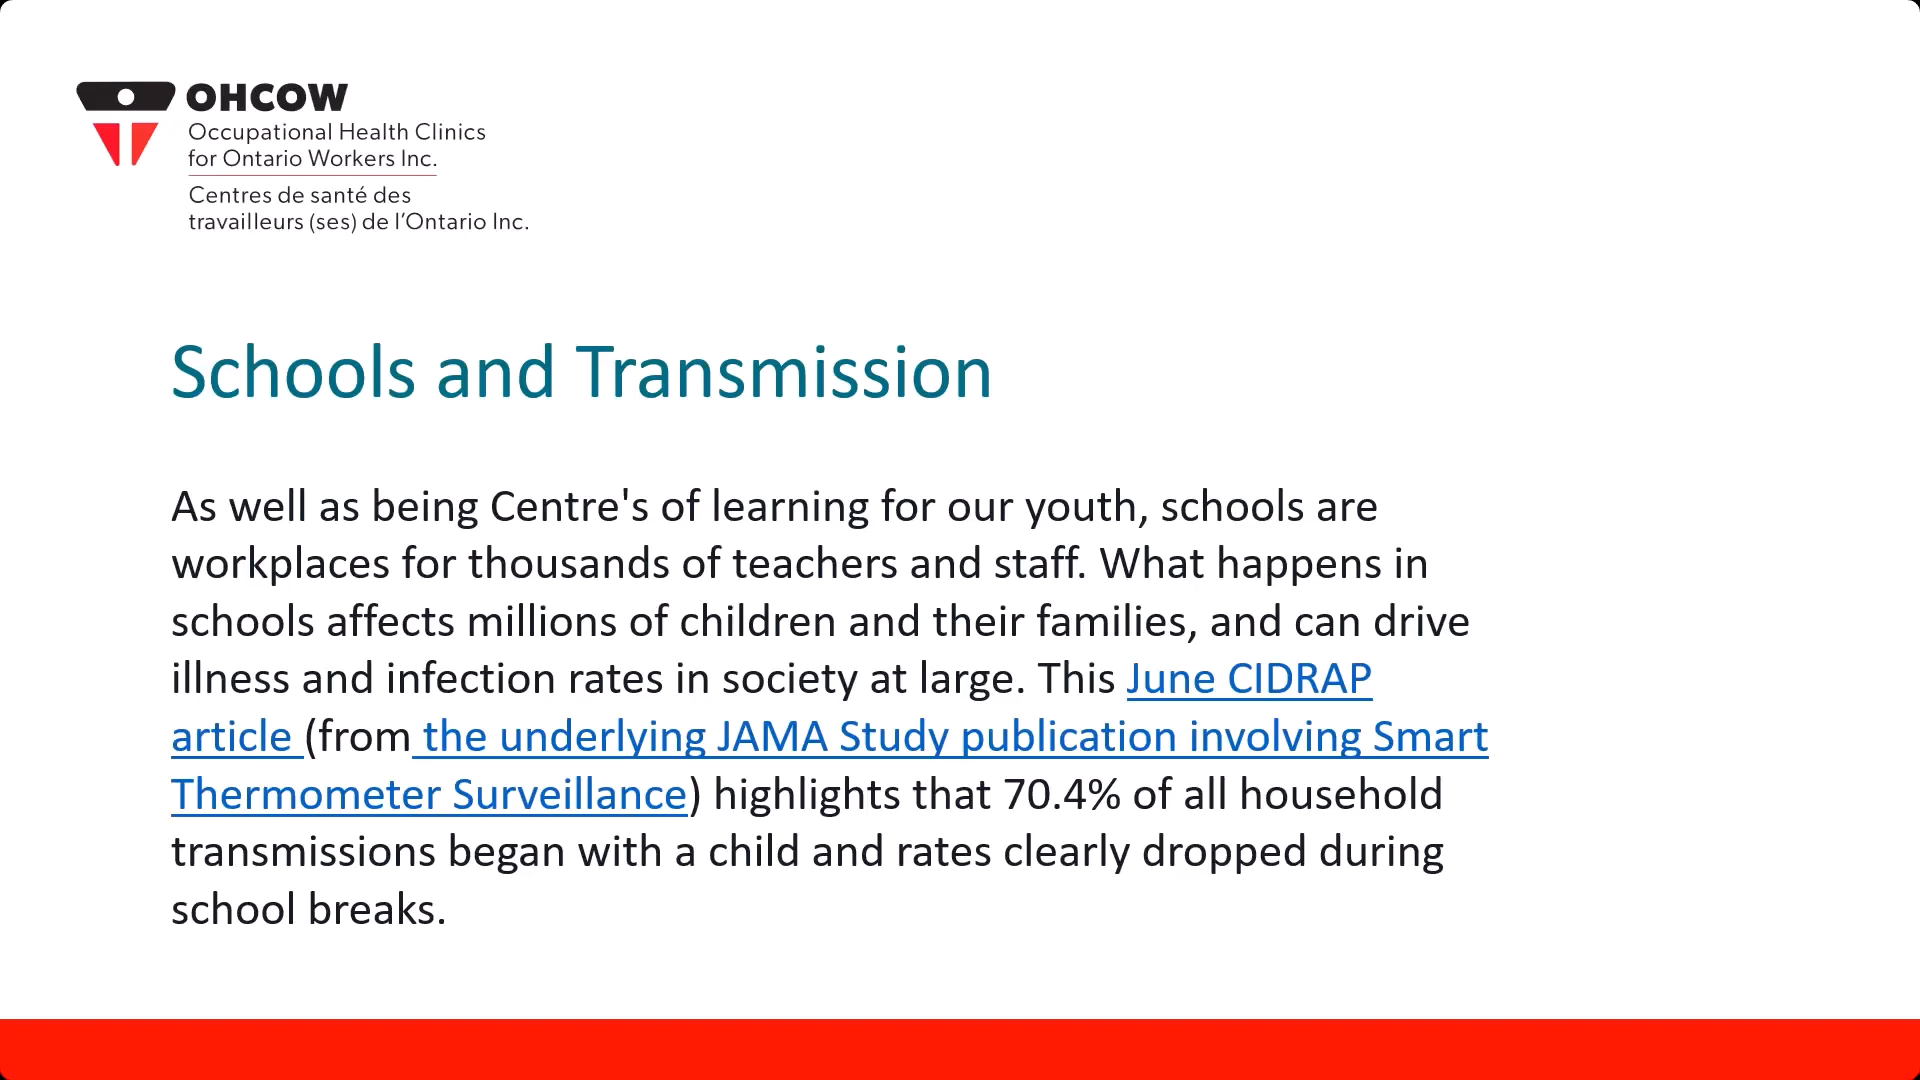 OHCOW
Occupational Health Clinics
for Ontario Workers Inc.
Centres de santé des
travailleurs (ses) de l'Ontario Inc.
Schools and Transmission
As well as being Centre's of learning for our youth, schools are
workplaces for thousands of teachers and staff. What happens in
schools affects millions of children and their families, and can drive
illness and infection rates in society at large. This June CIDRAP
article (from the underlying JAMA Study publication involving Smart
Thermometer Surveillance) highlights that 70.4% of all household
transmissions began with a child and rates clearly dropped during
school breaks.